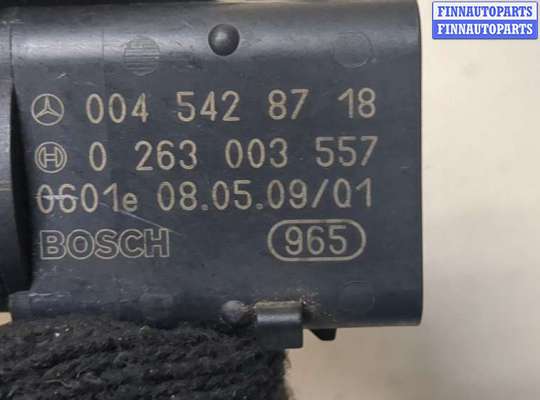 FINNAUTOPARTS
FINNAUTOPARTS
004 542 87 18
0 263 003 557
0601e 08.05.09/01
BOSCH 965